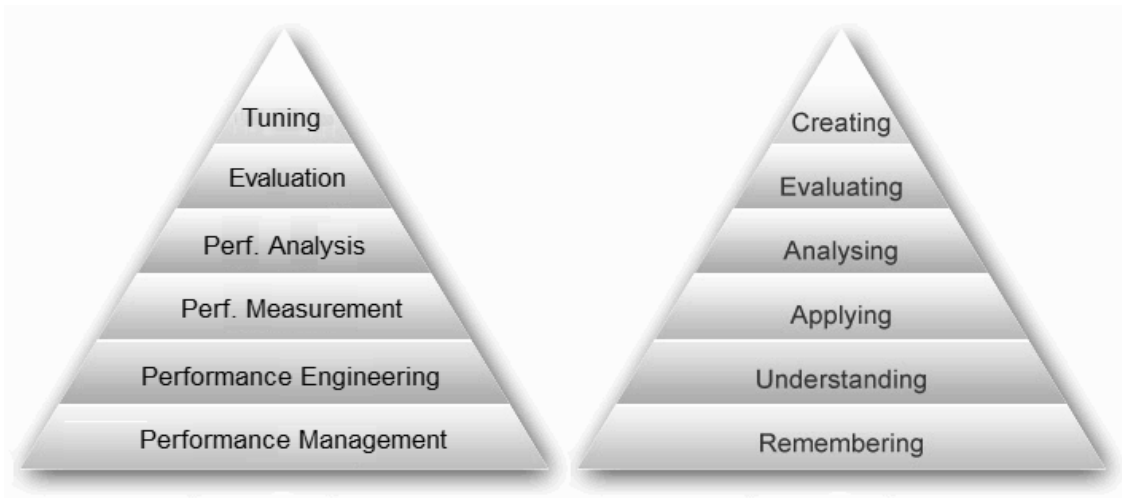 Tuning
Evaluation
Perf. Analysis
Perf. Measurement
Performance Engineering
Performance Management
Creating
Evaluating
Analysing
Applying
Understanding
Remembering